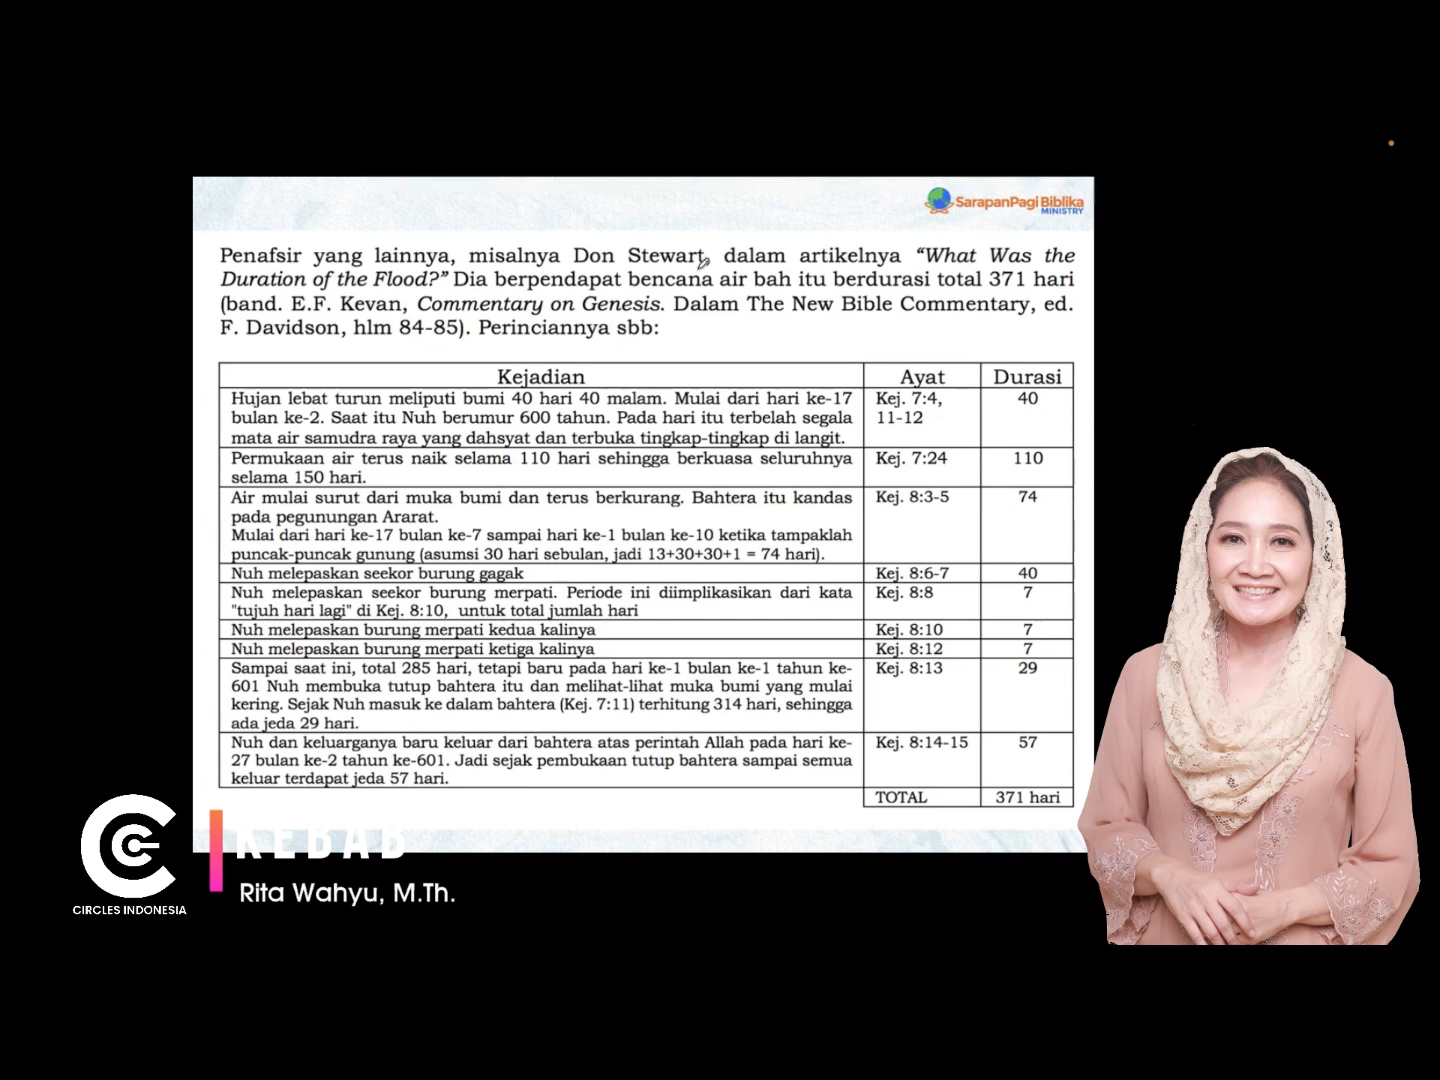 SarapanPagi Biblika
MINISTRY
Penafsir yang lainnya, misalnya Don Stewart, dalam artikelnya “What Was the
Duration of the Flood?” Dia berpendapat bencana air bah itu berdurasi total 371 hari
(band. E.F. Kevan, Commentary on Genesis. Dalam The New Bible Commentary, ed.
F. Davidson, hlm 84-85). Perinciannya sbb:
Kejadian Ayat Durasi
Hujan lebat turun meliputi bumi 40 hari 40 malam. Mulai dari hari ke-17 Kej. 7:4, 40
bulan ke-2. Saat itu Nuh berumur 600 tahun. Pada hari itu terbelah segala 11-12
mata air samudra raya yang dahsyat dan terbuka tingkap-tingkap di langit.
Permukaan air terus naik selama 110 hari sehingga berkuasa seluruhnya Kej. 7:24 110
selama 150 hari.
Air mulai surut dari muka bumi dan terus berkurang. Bahtera itu kandas Kej. 8:3-5 74
pada pegunungan Ararat.
Mulai dari hari ke-17 bulan ke-7 sampai hari ke-1 bulan ke-10 ketika tampaklah
puncak-puncak gunung (asumsi 30 hari sebulan, jadi 13+30+30+1 = 74 hari).
Nuh melepaskan seekor burung gagak Kej. 8:6-7 40
Nuh melepaskan seekor burung merpati. Periode ini diimplikasikan dari kata Kej. 8:8 7
"tujuh hari lagi" di Kej. 8:10, untuk total jumlah hari
Nuh melepaskan burung merpati kedua kalinya Kej. 8:10 7
Nuh melepaskan burung merpati ketiga kalinya Kej. 8:12 7
Sampai saat ini, total 285 hari, tetapi baru pada hari ke-1 bulan ke-1 tahun ke- Kej. 8:13 29
601 Nuh membuka tutup bahtera itu dan melihat-lihat muka bumi yang mulai
kering. Sejak Nuh masuk ke dalam bahtera (Kej. 7:11) terhitung 314 hari, sehingga
ada jeda 29 hari.
Nuh dan keluarganya baru keluar dari bahtera atas perintah Allah pada hari ke- Kej. 8:14-15 57
27 bulan ke-2 tahun ke-601. Jadi sejak pembukaan tutup bahtera sampai semua
keluar terdapat jeda 57 hari.
TOTAL 371 hari
KEBAB
Rita Wahyu, M.Th.
CIRCLES INDONESIA